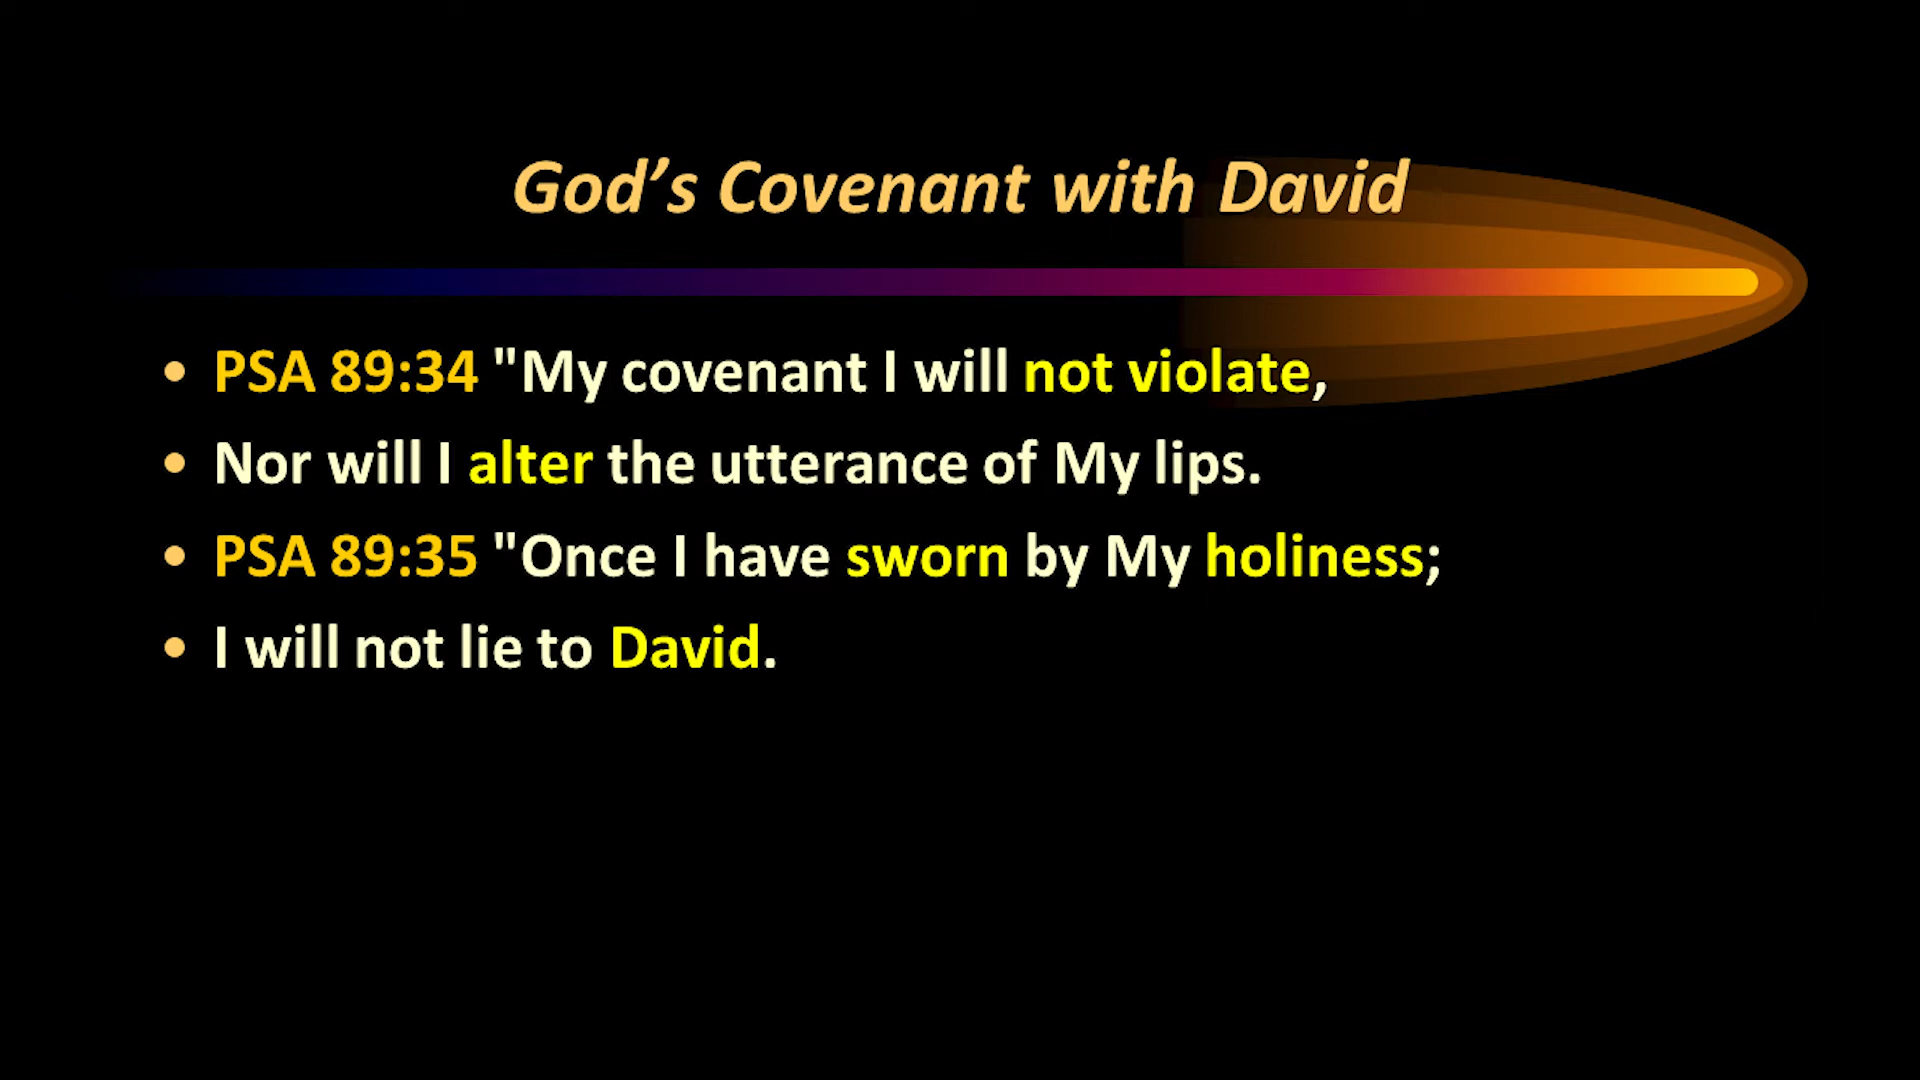 God’s Covenant with David
• PSA 89:34 "My covenant I will not violate,
• Nor will I alter the utterance of My lips.
• PSA 89:35 "Once I have sworn by My holiness;
• I will not lie to David.